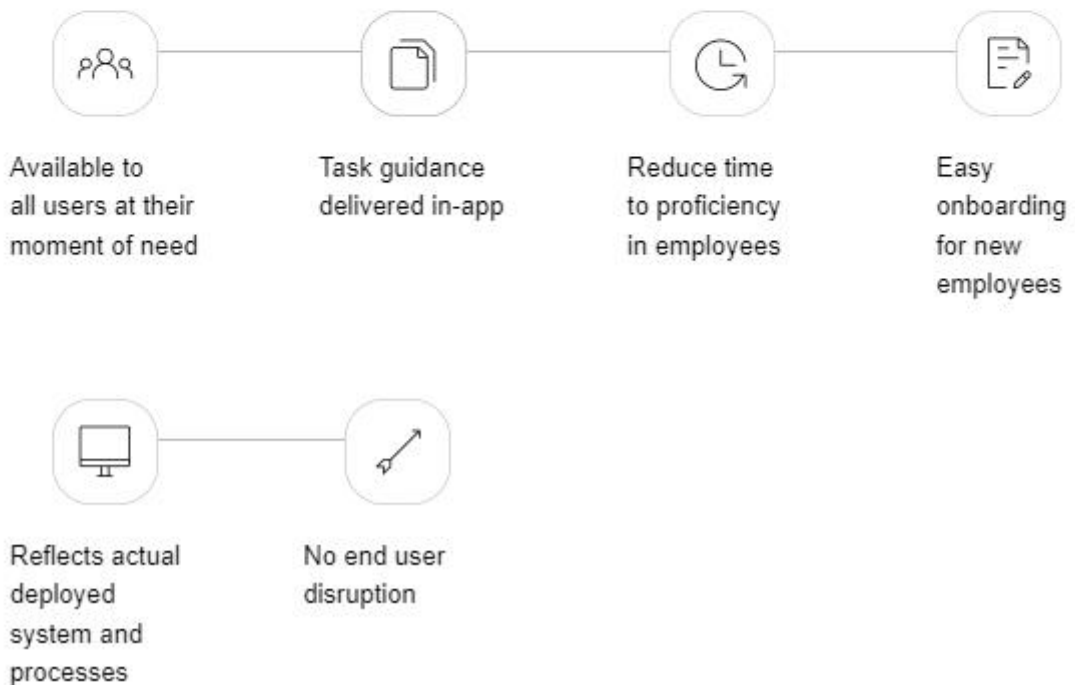 Available to
all users at their
moment of need
Task guidance
delivered in-app
Reduce time
to proficiency
in employees
Easy
onboarding
for new
employees
Reflects actual
deployed
system and
processes
No end user
disruption